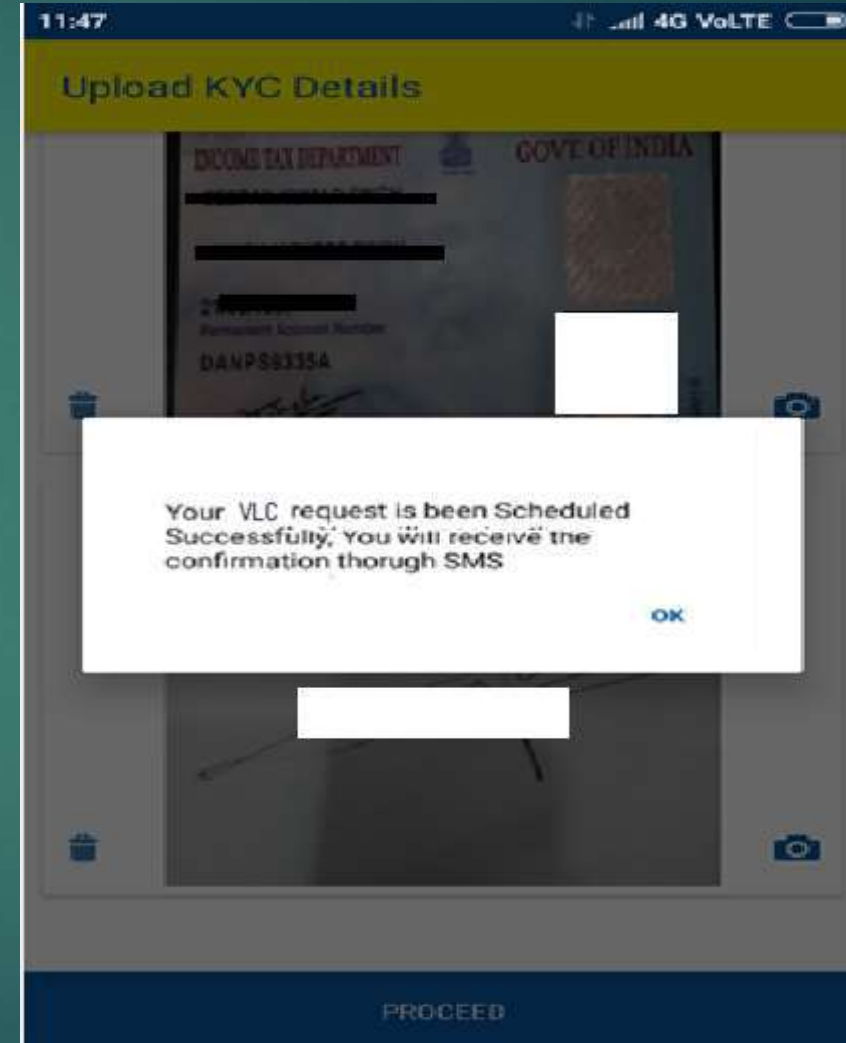 11:47
4G VoLTE
Upload KYC Details
INCOME TAX DEPARTMENT
GOVT OF INDIA
Permanent Account Number
Your VLC request is been Scheduled
Successfully, You will receive the
confirmation thorugh SMS
OK
PROCEED